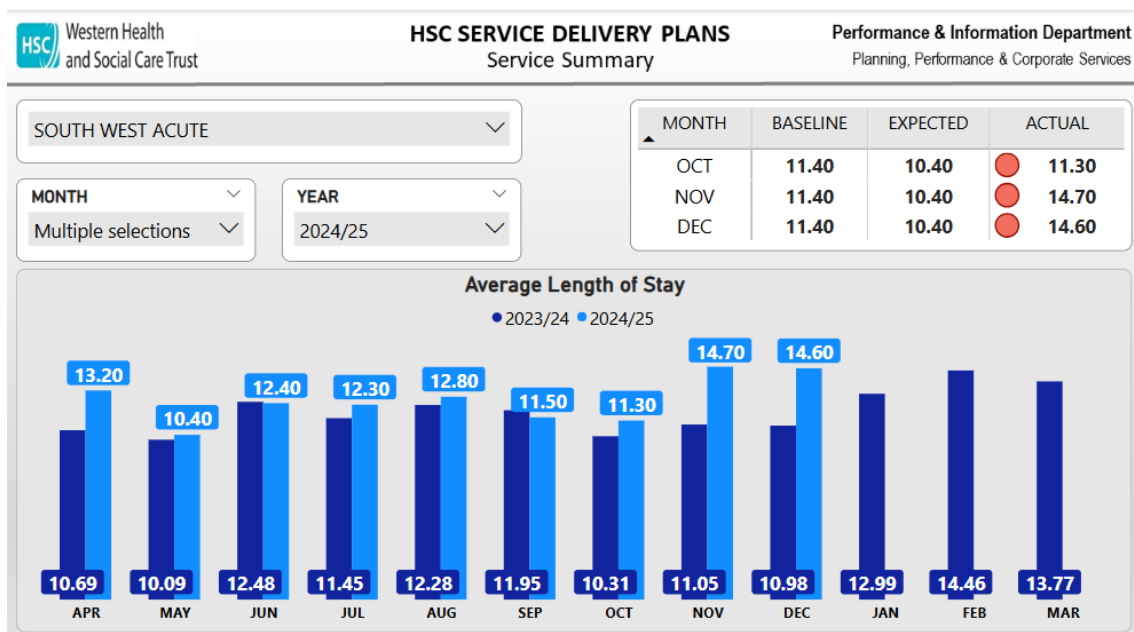 HSC
Western Health
and Social Care Trust
HSC SERVICE DELIVERY PLANS
Service Summary
Performance & Information Department
Planning, Performance & Corporate Services
SOUTH WEST ACUTE
MONTH
Multiple selections
YEAR
2024/25
MONTH BASELINE EXPECTED ACTUAL
OCT 11.40 10.40 11.30
NOV 11.40 10.40 14.70
DEC 11.40 10.40 14.60
Average Length of Stay
2023/24 2024/25
13.20 10.40 12.40 12.30 12.80 11.50 11.30 14.70 14.60
10.69 10.09 12.48 11.45 12.28 11.95 10.31 11.05 10.98 12.99 14.46 13.77
APR MAY JUN JUL AUG SEP OCT NOV DEC JAN FEB MAR